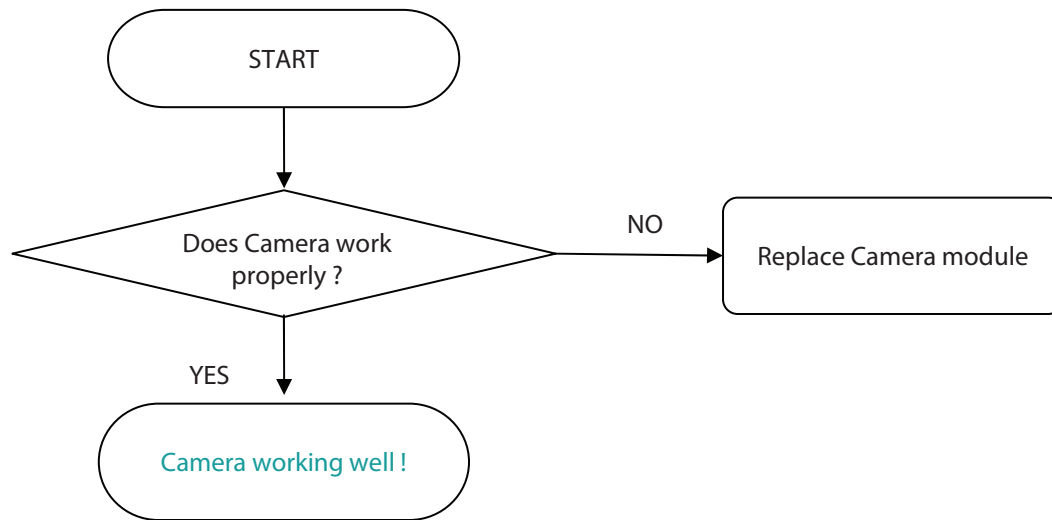 START
Does Camera work
properly ?
NO
Replace Camera module
YES
Camera working well !